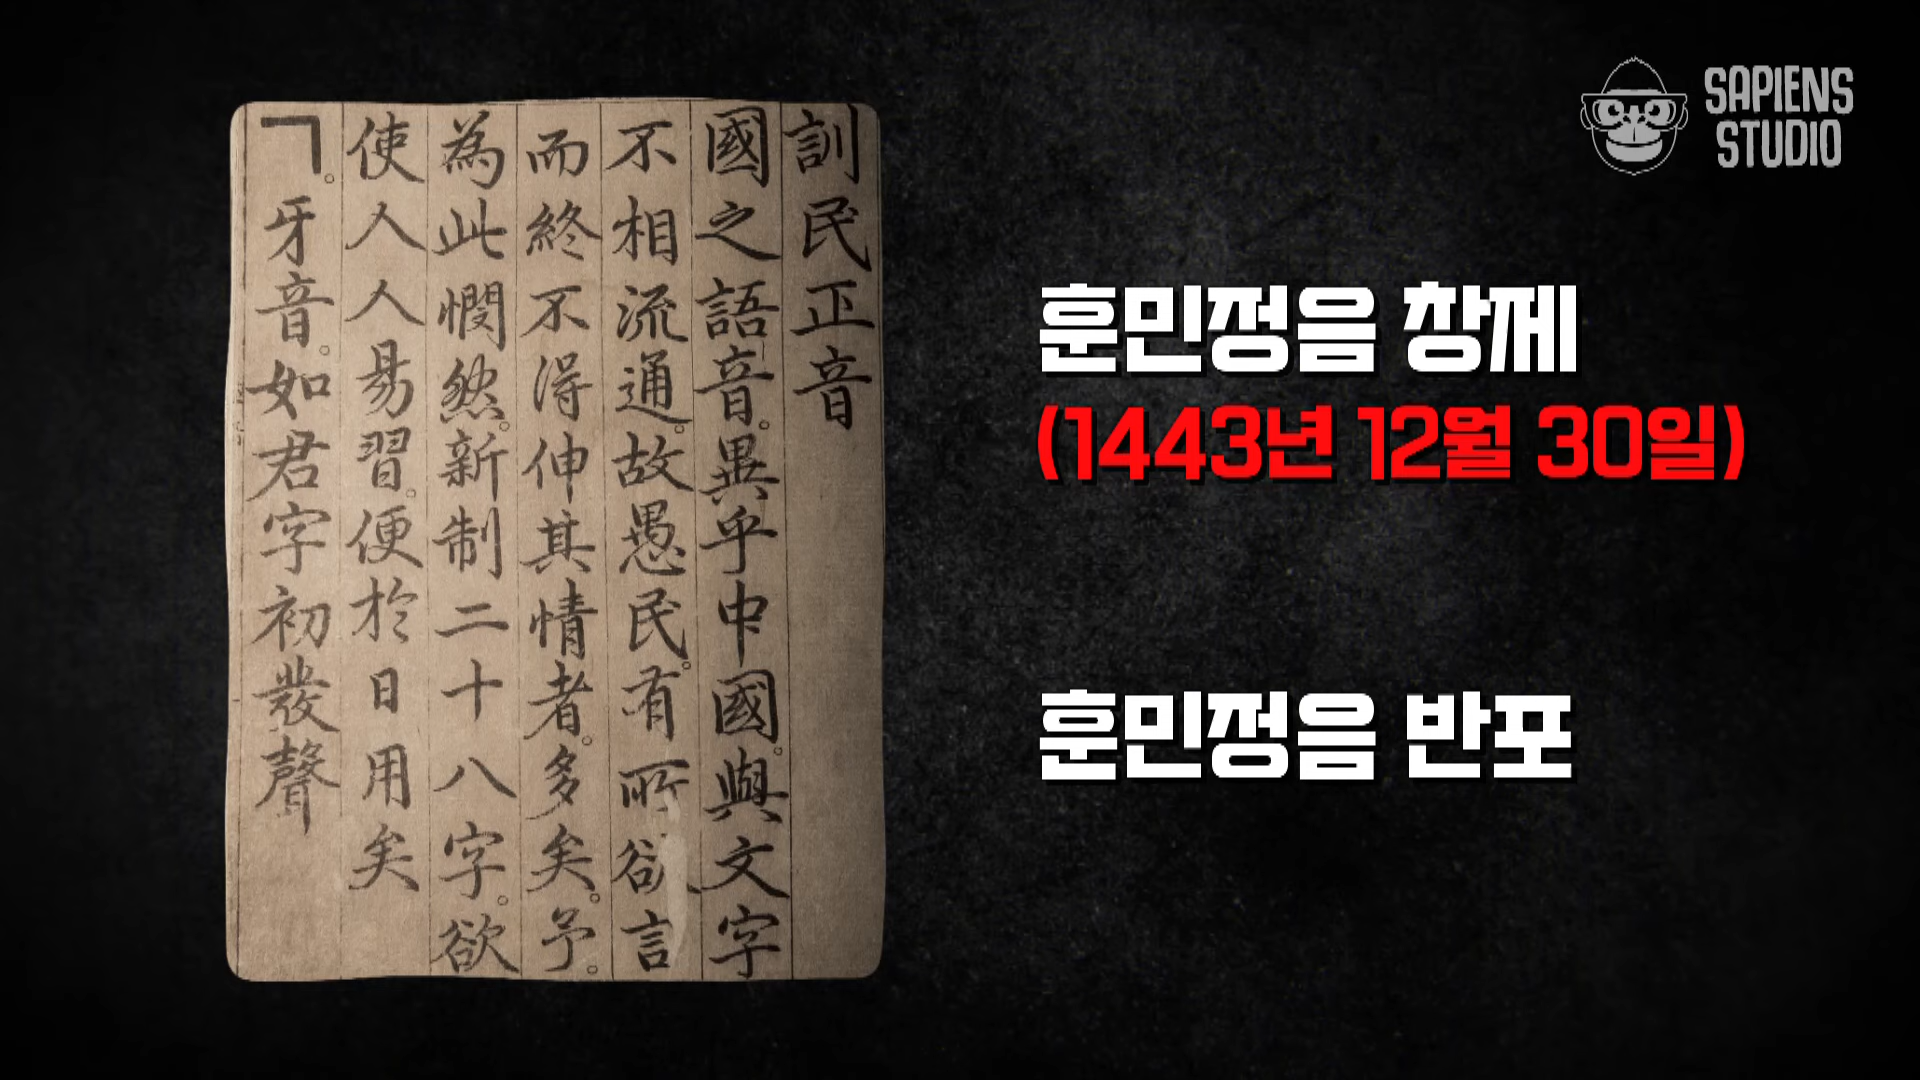 訓民正音
國之語音。異乎中國。與文字
不相流通。故愚民。有所欲言
而終不得伸其情者。多矣。予。
為此憫然。新制二十八字。欲
使人人易習。便於日用矣
ㄱ。牙音。如君字初發聲
훈민정음 창제
(1443년 12월 30일)
훈민정음 반포
SAPIENS
STUDIO